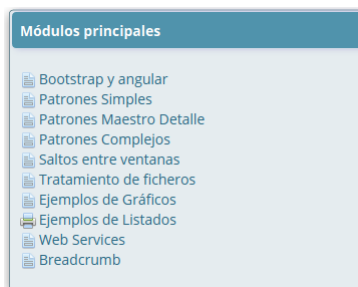 Módulos principales
Bootstrap y angular
Patrones Simples
Patrones Maestro Detalle
Patrones Complejos
Saltos entre ventanas
Tratamiento de ficheros
Ejemplos de Gráficos
Ejemplos de Listados
Web Services
Breadcrumb